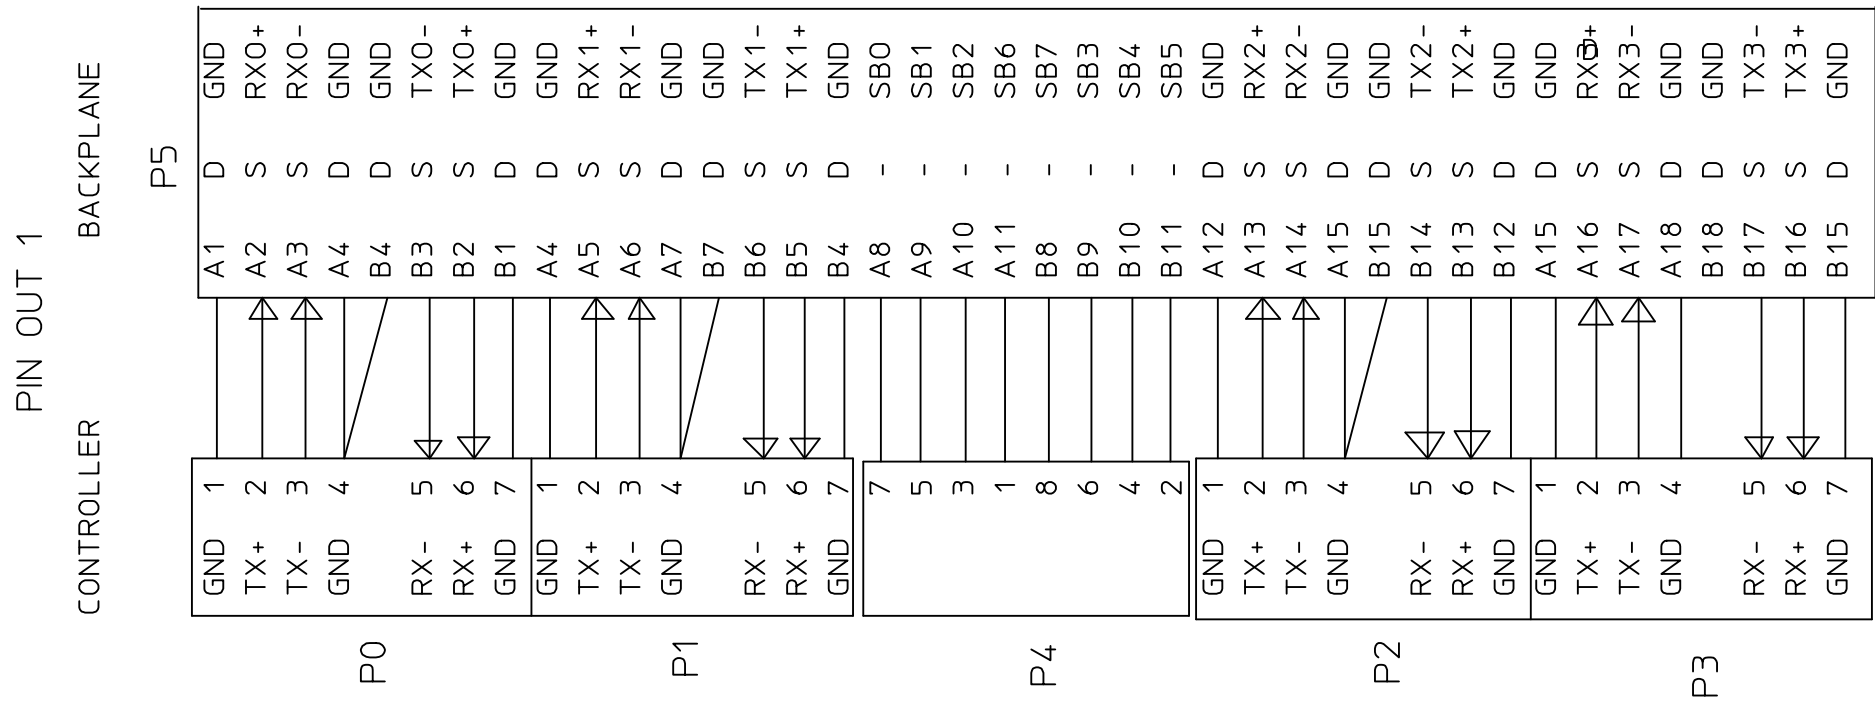 PIN OUT 1
CONTROLLER BACKPLANE
P5
GND RX0+ RX0- GND GND TX0- TX0+ GND GND RX1+ RX1- GND GND TX1- TX1+ GND SB0 SB1 SB2 SB6 SB7 SB3 SB4 SB5 GND RX2+ RX2- GND GND TX2- TX2+ GND GND RX3+ RX3- GND GND TX3- TX3+ GND
D S S D D S S D D S S D D S S D - - - - - - - - D S S D D S S D D S S D D S S D
A1 A2 A3 A4 B4 B3 B2 B1 A4 A5 A6 A7 B7 B6 B5 B4 A8 A9 A10 A11 B8 B9 B10 B11 A12 A13 A14 A15 B15 B14 B13 B12 A15 A16 A17 A18 B18 B17 B16 B15
1 2 3 4 5 6 7 1 2 3 4 5 6 7 7 5 3 1 8 6 4 2 1 2 3 4 5 6 7 1 2 3 4 5 6 7
GND TX+ TX- GND RX- RX+ GND GND TX+ TX- GND RX- RX+ GND GND TX+ TX- GND RX- RX+ GND GND TX+ TX- GND RX- RX+ GND
P0 P1 P4 P2 P3